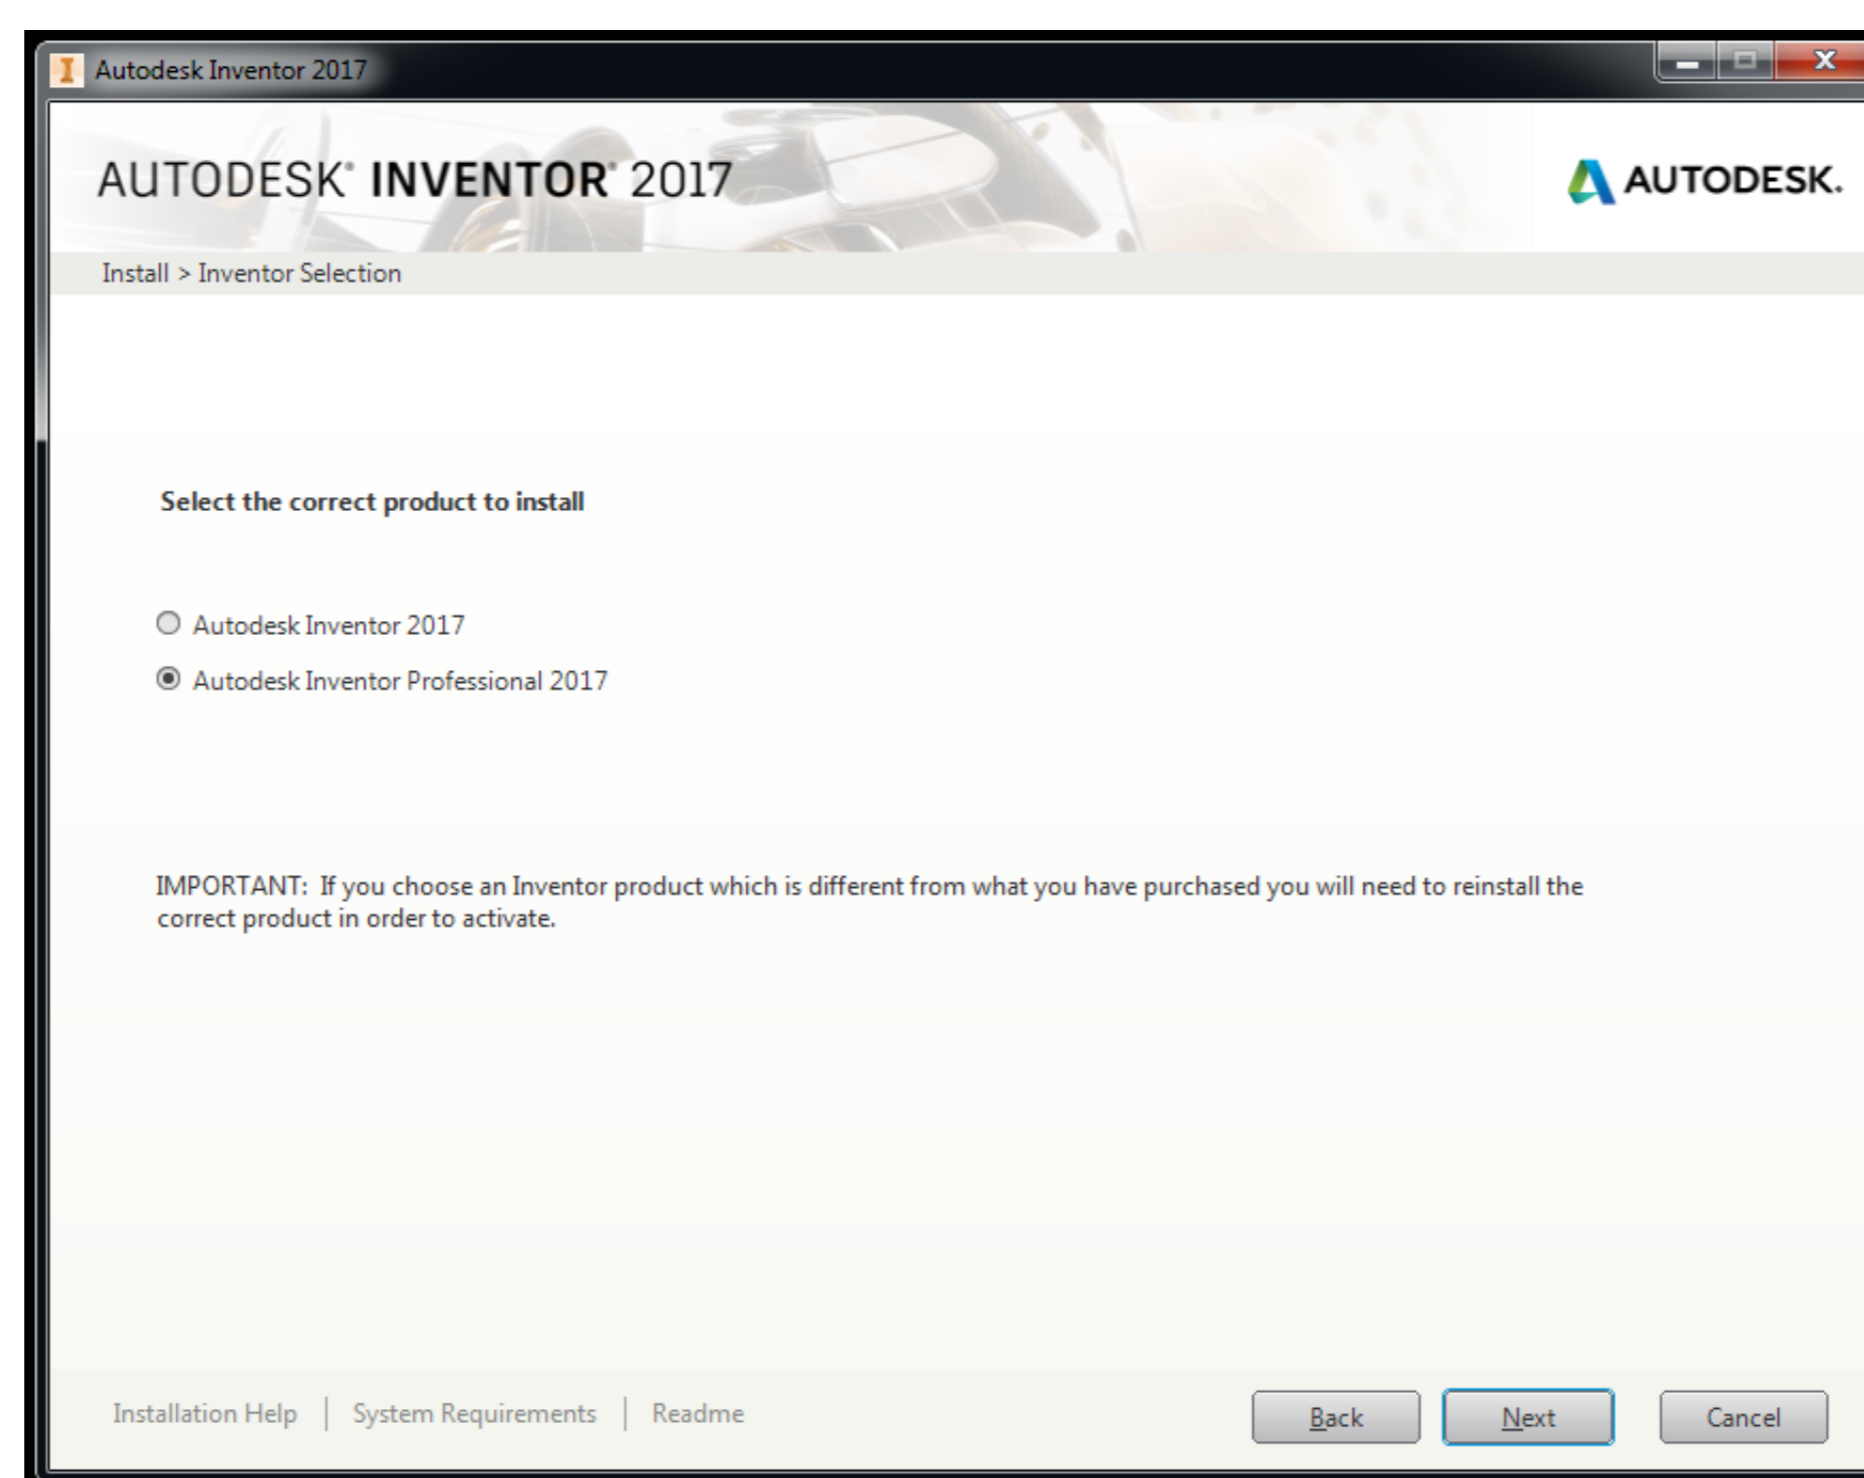 Autodesk Inventor 2017
AUTODESK® INVENTOR® 2017
AUTODESK.
Install > Inventor Selection
Select the correct product to install
Autodesk Inventor 2017
Autodesk Inventor Professional 2017
IMPORTANT: If you choose an Inventor product which is different from what you have purchased you will need to reinstall the
correct product in order to activate.
Installation Help | System Requirements | Readme
Back Next Cancel